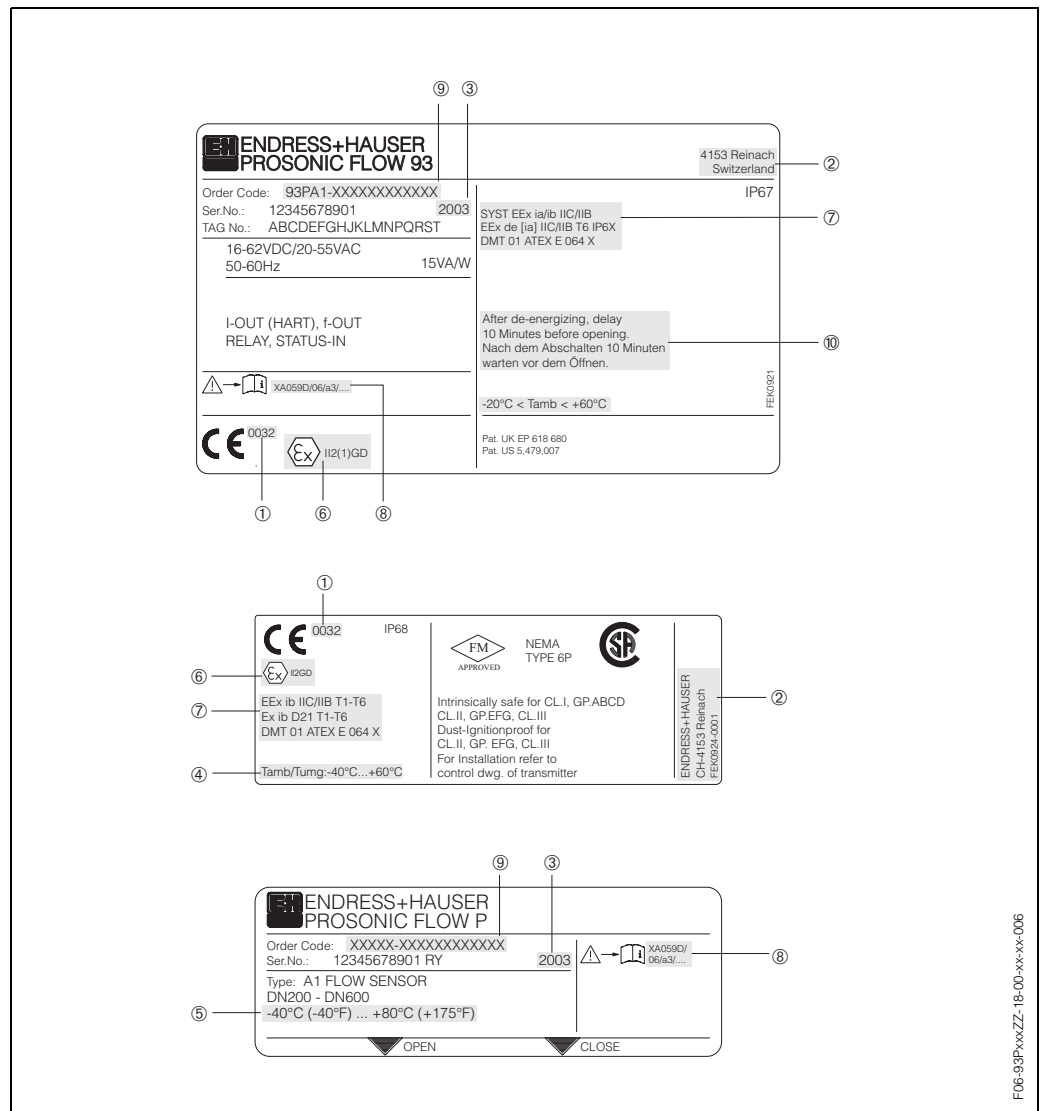 ⑨ ③
E+H ENDRESS+HAUSER
PROSONIC FLOW 93
4153 Reinach
Switzerland
②
Order Code: 93PA1-XXXXXXXXXXXX
Ser.No.: 12345678901 2003
TAG No.: ABCDEFGHJKLMNPQRST
16-62VDC/20-55VAC
50-60Hz 15VA/W
I-OUT (HART), f-OUT
RELAY, STATUS-IN
i XA059D/06/a3/....
CE 0032
Ex II2(1)GD
IP67
SYST EEx ia/ib IIC/IIB
EEx de [ia] IIC/IIB T6 IP6X
DMT 01 ATEX E 064 X
⑦
After de-energizing, delay
10 Minutes before opening.
Nach dem Abschalten 10 Minuten
warten vor dem Öffnen.
⑩
-20°C < Tamb < +60°C
FEK0921
Pat. UK EP 618 680
Pat. US 5,479,007
① ⑥ ⑧
①
CE 0032 IP68
⑥ Ex II2GD
⑦ EEx ib IIC/IIB T1-T6
Ex ib D21 T1-T6
DMT 01 ATEX E 064 X
④ Tamb/Tumg:-40°C...+60°C
FM
APPROVED
NEMA
TYPE 6P
SA
Intrinsically safe for CL.I, GP.ABCD
CL.II, GP.EFG, CL.III
Dust-Ignitionproof for
CL.II, GP. EFG, CL.III
For Installation refer to
control dwg. of transmitter
ENDRESS+HAUSER
CH-4153 Reinach
FEK0924-0001
②
⑨ ③
E+H ENDRESS+HAUSER
PROSONIC FLOW P
Order Code: XXXXX-XXXXXXXXXXXX
Ser.No.: 12345678901 RY 2003
Type: A1 FLOW SENSOR
DN200 - DN600
⑤ -40°C (-40°F) ... +80°C (+175°F)
i XA059D/
06/a3/....
⑧
OPEN CLOSE
F06-93PxxxZZ-18-00-xx-xx-006